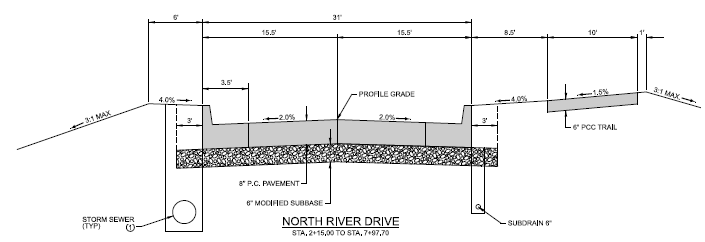 6' 31'
15.5' 15.5' 8.5' 10' 1'
3.5'
4.0% PROFILE GRADE 4.0% 1.5% 3:1 MAX.
3:1 MAX. 3' 2.0% 2.0% 3'
6" PCC TRAIL
8" P.C. PAVEMENT
6" MODIFIED SUBBASE
STORM SEWER
(TYP) 1
NORTH RIVER DRIVE
SUBDRAIN 6"
STA. 2+15.00 TO STA. 7+97.70